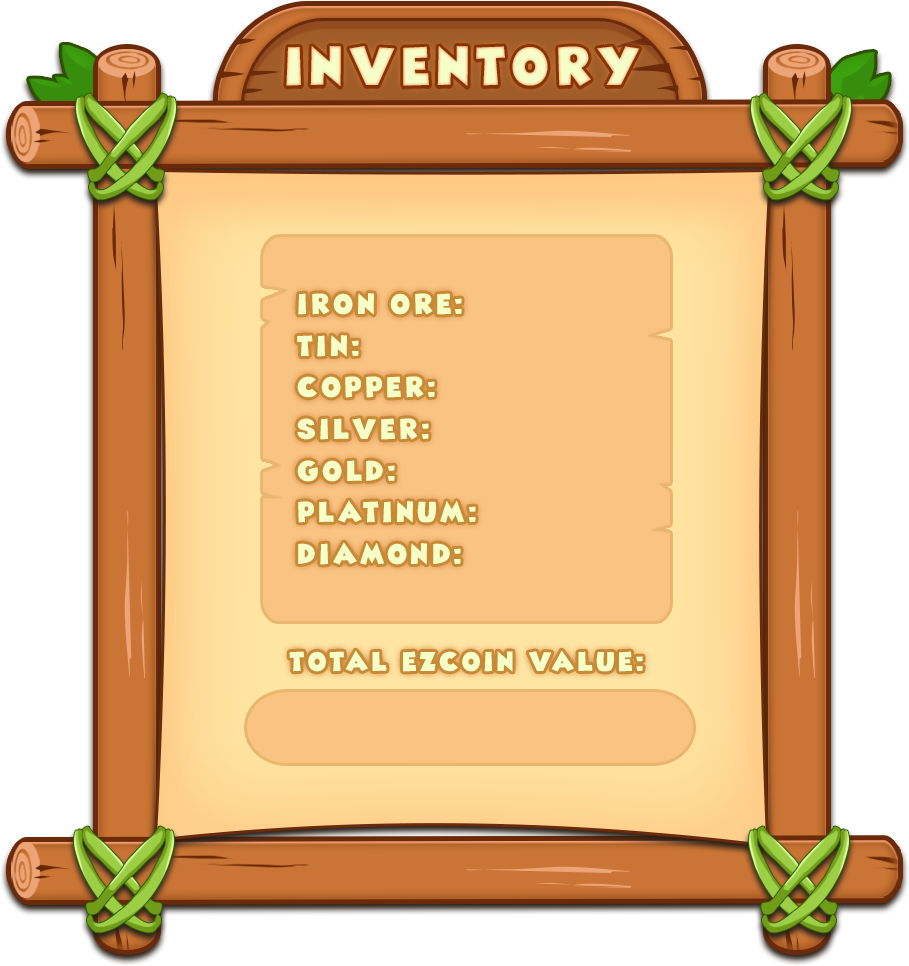 INVENTORY
IRON ORE:
TIN:
COPPER:
SILVER:
GOLD:
PLATINUM:
DIAMOND:
TOTAL EZCOIN VALUE: